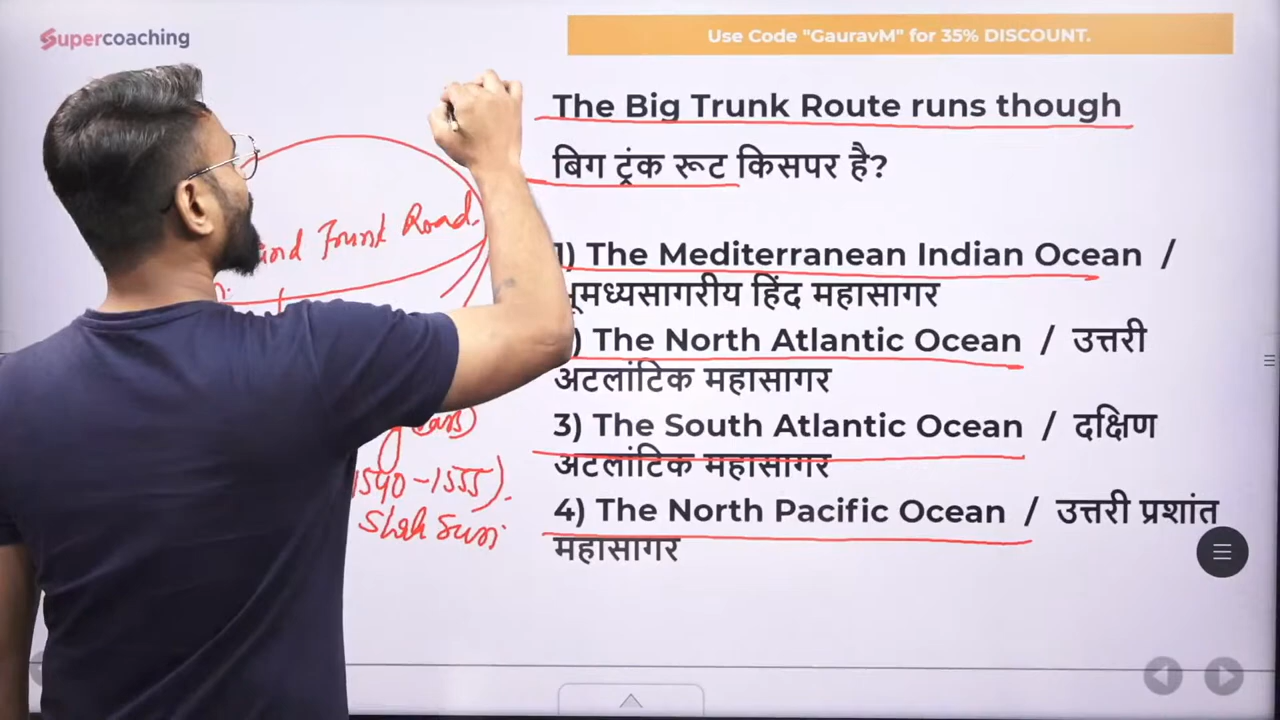 Supercoaching
Use Code "GauravM" for 35% DISCOUNT.
The Big Trunk Route runs though
बिग ट्रंक रूट किसपर है?
1) The Mediterranean Indian Ocean /
भूमध्यसागरीय हिंद महासागर
) The North Atlantic Ocean / उत्तरी
अटलांटिक महासागर
3) The South Atlantic Ocean / दक्षिण
अटलांटिक महासागर
4) The North Pacific Ocean / उत्तरी प्रशांत
महासागर
Trunk Road.
1540-1555).
Shah Suri